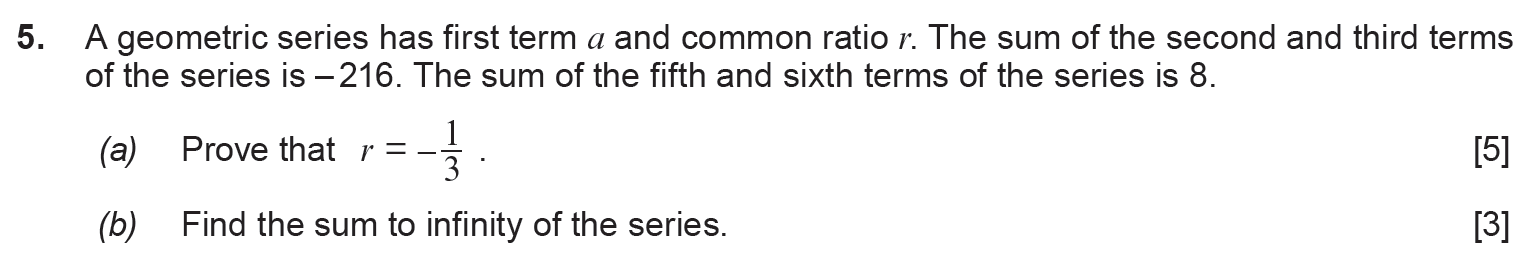 5. A geometric series has first term a and common ratio r. The sum of the second and third terms
of the series is –216. The sum of the fifth and sixth terms of the series is 8.
(a) Prove that r = –1/3 . [5]
(b) Find the sum to infinity of the series. [3]